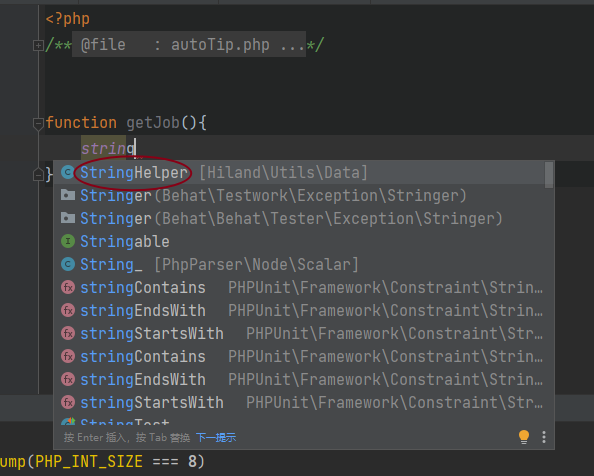 <?php
/** @file : autoTip.php ...*/
function getJob(){
string
}
StringHelper [Hiland\Utils\Data]
Stringer(Behat\Testwork\Exception\Stringer)
Stringer(Behat\Behat\Tester\Exception\Stringer)
Stringable
String_ [PhpParser\Node\Scalar]
stringContains PHPUnit\Framework\Constraint\Strin…
stringEndsWith PHPUnit\Framework\Constraint\Strin…
stringStartsWith PHPUnit\Framework\Constraint\Str…
stringContains PHPUnit\Framework\Constraint\Strin…
stringEndsWith PHPUnit\Framework\Constraint\Strin…
stringStartsWith PHPUnit\Framework\Constraint\Str…
StringTest
按 Enter 插入，按 Tab 替换 下一提示
ump(PHP_INT_SIZE === 8)